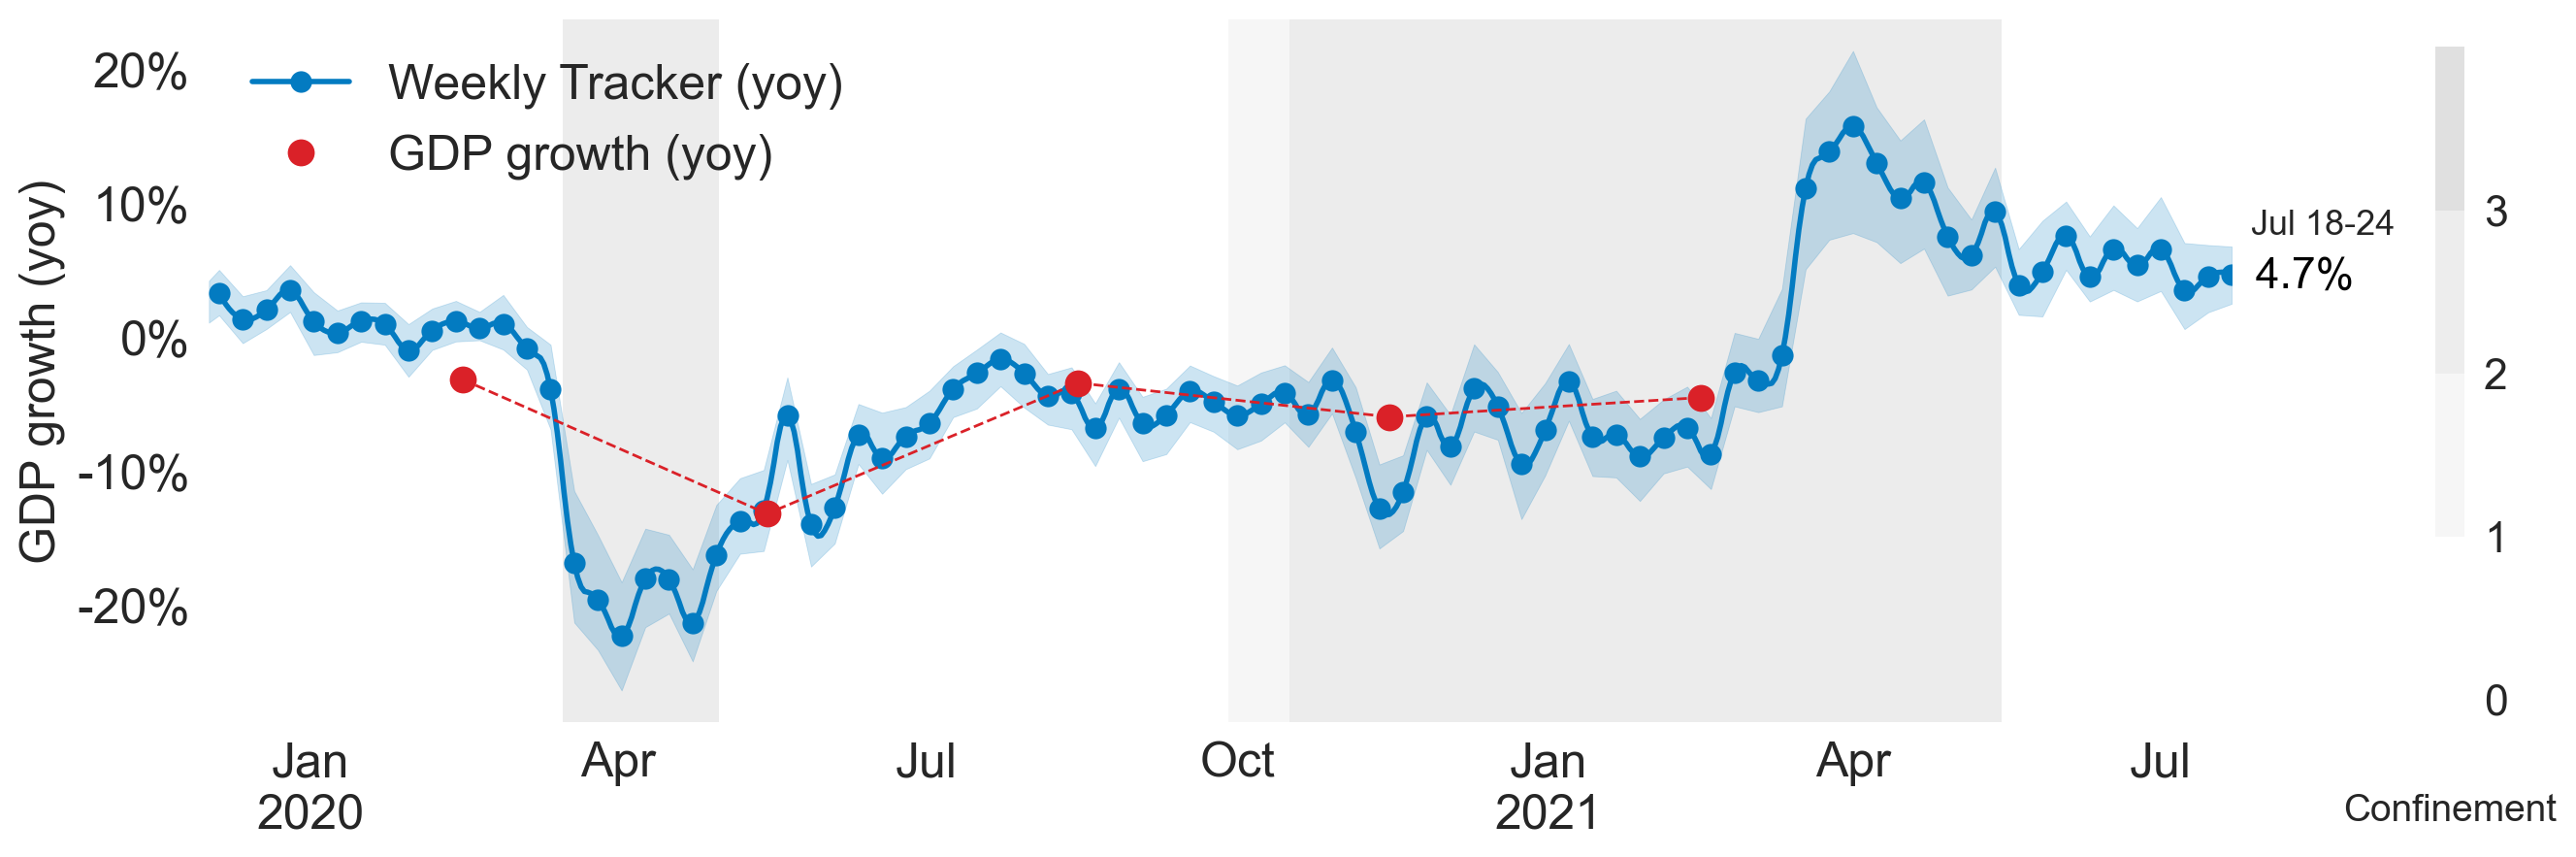 GDP growth (yoy)
20%
10%
0%
-10%
-20%
Weekly Tracker (yoy)
GDP growth (yoy)
Jul 18-24
4.7%
3
2
1
0
Confinement
Jan
2020
Apr
Jul
Oct
Jan
2021
Apr
Jul